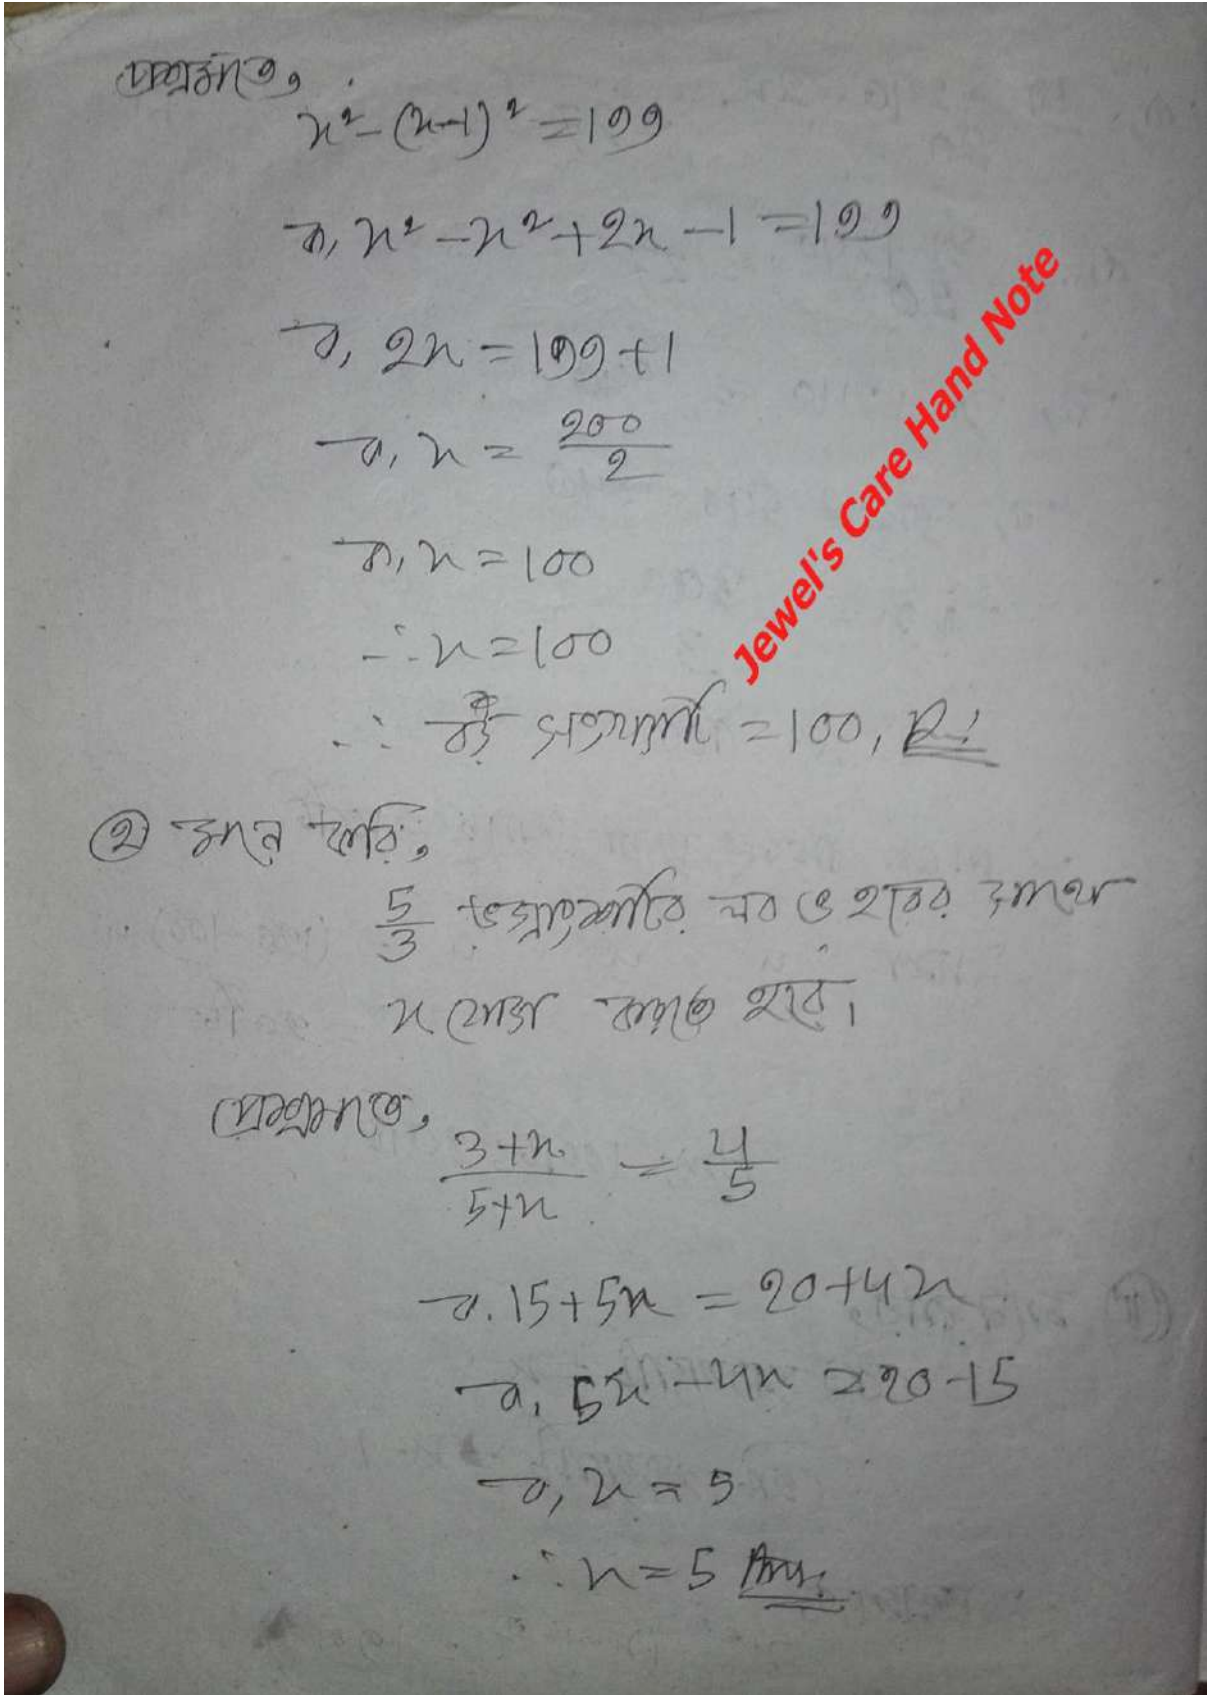 প্রশ্নমতে,
x² - (x-1)² = 199
বা, x² - x² + 2x - 1 = 199
বা, 2x = 199 + 1
বা, x = 200/2
বা, x = 100
∴ x = 100
∴ বড় সংখ্যাটি = 100,
Jewel's Care Hand Note
② মনে করি,
5/3 ভগ্নাংশটির লব ও হরের সাথে
x যোগ করতে হবে।
প্রশ্নমতে,
3+x/5+x = 4/5
বা, 15 + 5x = 20 + 4x
বা, 5x - 4x = 20 - 15
বা, x = 5
∴ x = 5 Ans: